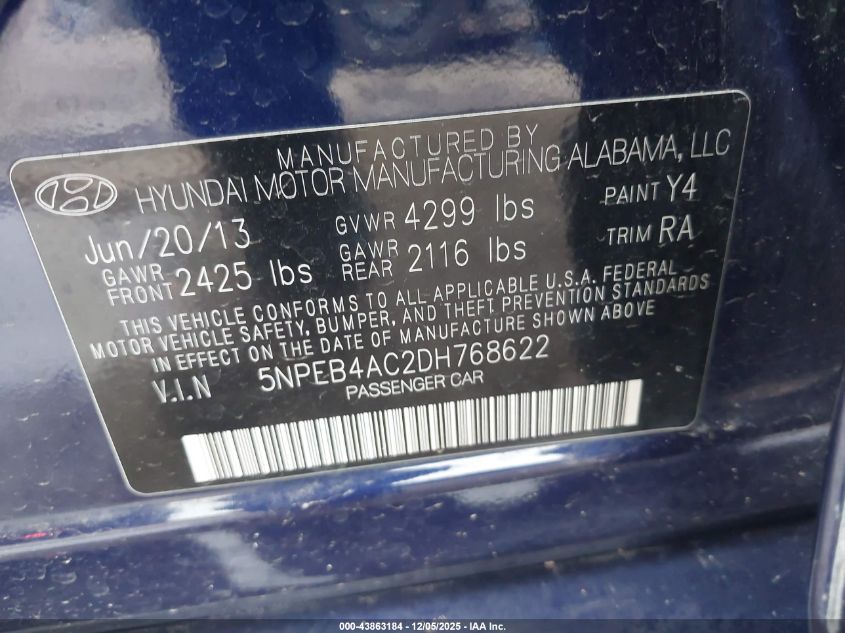 MANUFACTURED BY
HYUNDAI MOTOR MANUFACTURING ALABAMA, LLC
Jun/20/13 GVWR 4299 lbs PAINT Y4
GAWR FRONT 2425 lbs GAWR REAR 2116 lbs TRIM RA
THIS VEHICLE CONFORMS TO ALL APPLICABLE U.S.A. FEDERAL
MOTOR VEHICLE SAFETY, BUMPER, AND THEFT PREVENTION STANDARDS
IN EFFECT ON THE DATE OF MANUFACTURE SHOWN ABOVE
V.I.N 5NPEB4AC2DH768622
PASSENGER CAR
000-43863184 • 12/05/2025 - IAA Inc.